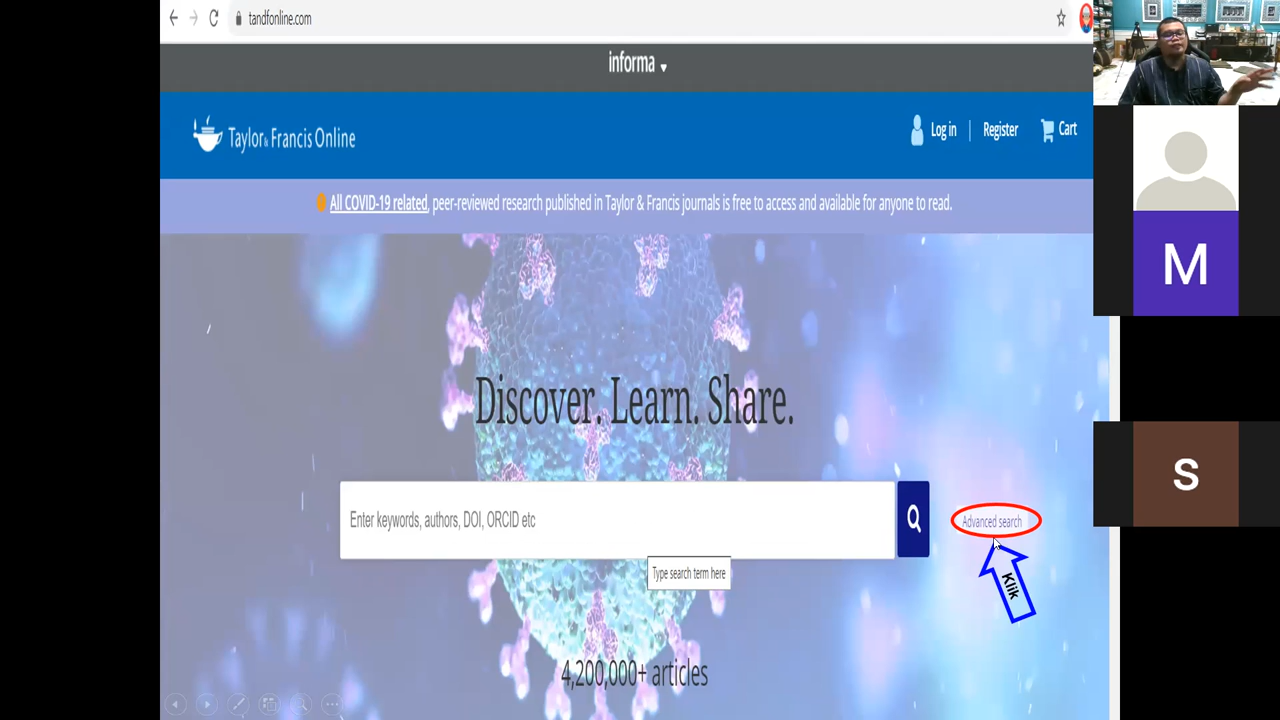 tandfonline.com
informa
Taylor & Francis Online
Log in
Register
Cart
All COVID-19 related, peer-reviewed research published in Taylor & Francis journals is free to access and available for anyone to read.
Discover. Learn. Share.
Enter keywords, authors, DOI, ORCID etc
Advanced search
Type search term here
Klik
4,200,000+ articles
M
S